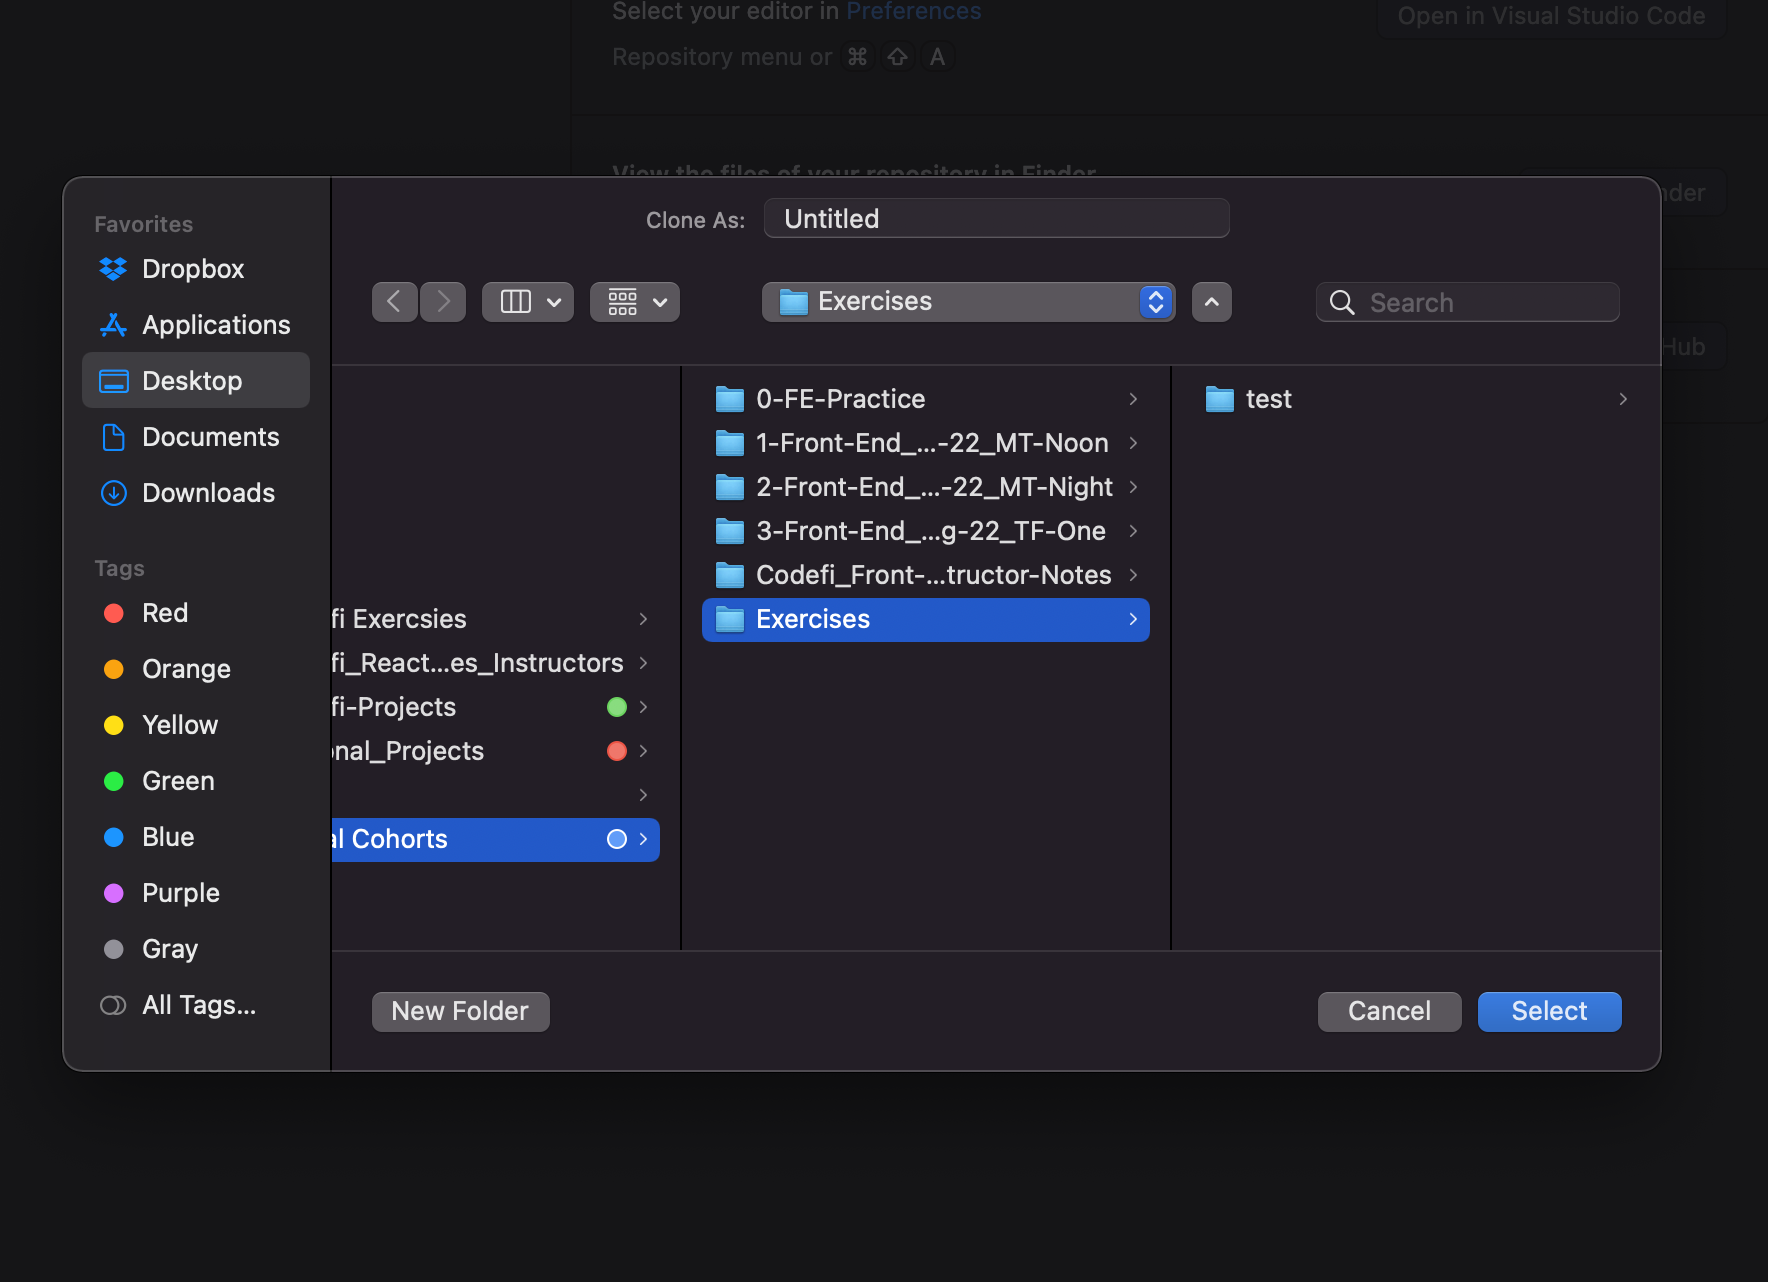 Select your editor in Preferences
Open in Visual Studio Code
Repository menu or ⌘ ⇧ A
View the files of your repository in Finder
nder
Hub
Clone As: Untitled
Exercises
Search
Favorites
Dropbox
Applications
Desktop
Documents
Downloads
Tags
Red
Orange
Yellow
Green
Blue
Purple
Gray
All Tags...
fi Exercsies
fi_React...es_Instructors
fi-Projects
onal_Projects
al Cohorts
0-FE-Practice
1-Front-End_...-22_MT-Noon
2-Front-End_...-22_MT-Night
3-Front-End_...g-22_TF-One
Codefi_Front-...tructor-Notes
Exercises
test
New Folder
Cancel
Select